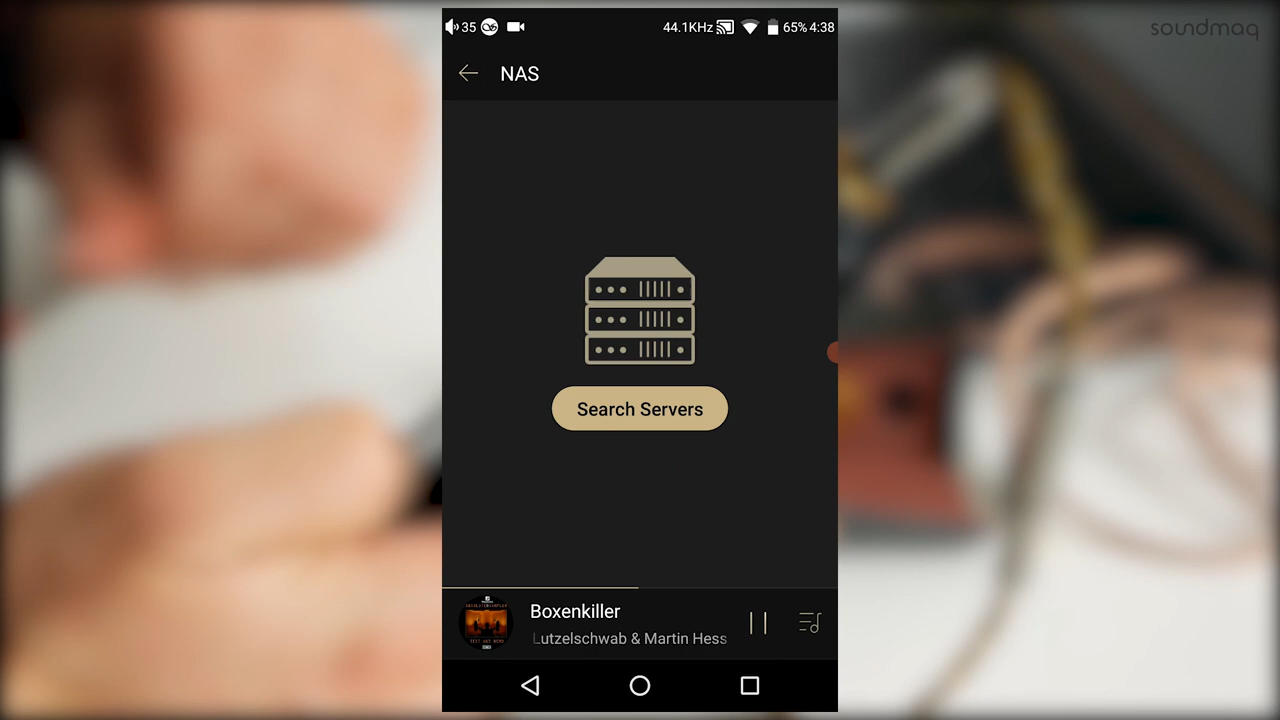 soundmaq
35
44.1KHz
65% 4:38
NAS
Search Servers
Boxenkiller
Lutzelschwab & Martin Hess